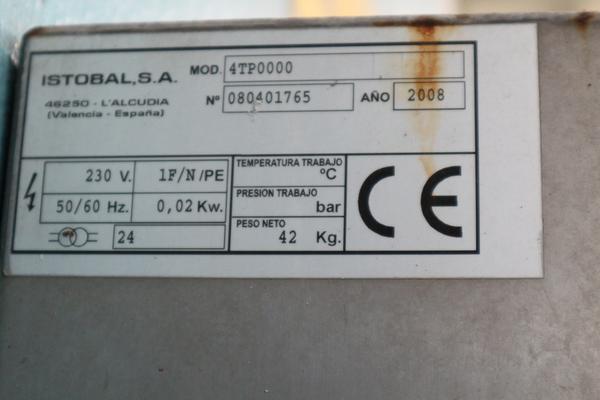 ISTOBAL,S.A.
46250 - L'ALCUDIA
(Valencia - España)
MOD. 4TP0000
Nº 080401765 AÑO 2008
230 V. 1F/N/PE
50/60 Hz. 0,02 Kw.
24
TEMPERATURA TRABAJO
ºC
PRESION TRABAJO
bar
PESO NETO
42 Kg.
CE